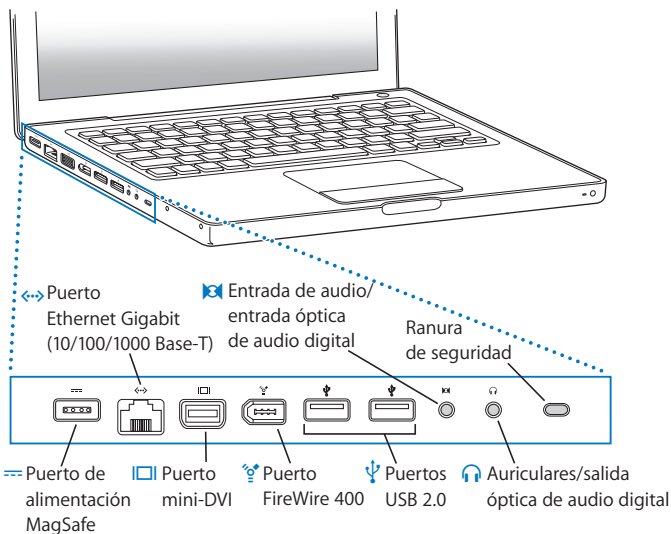 Puerto
Ethernet Gigabit
(10/100/1000 Base-T)
Entrada de audio/
entrada óptica
de audio digital
Ranura
de seguridad
Puerto de
alimentación
MagSafe
Puerto
mini-DVI
Puerto
FireWire 400
Puertos
USB 2.0
Auriculares/salida
óptica de audio digital